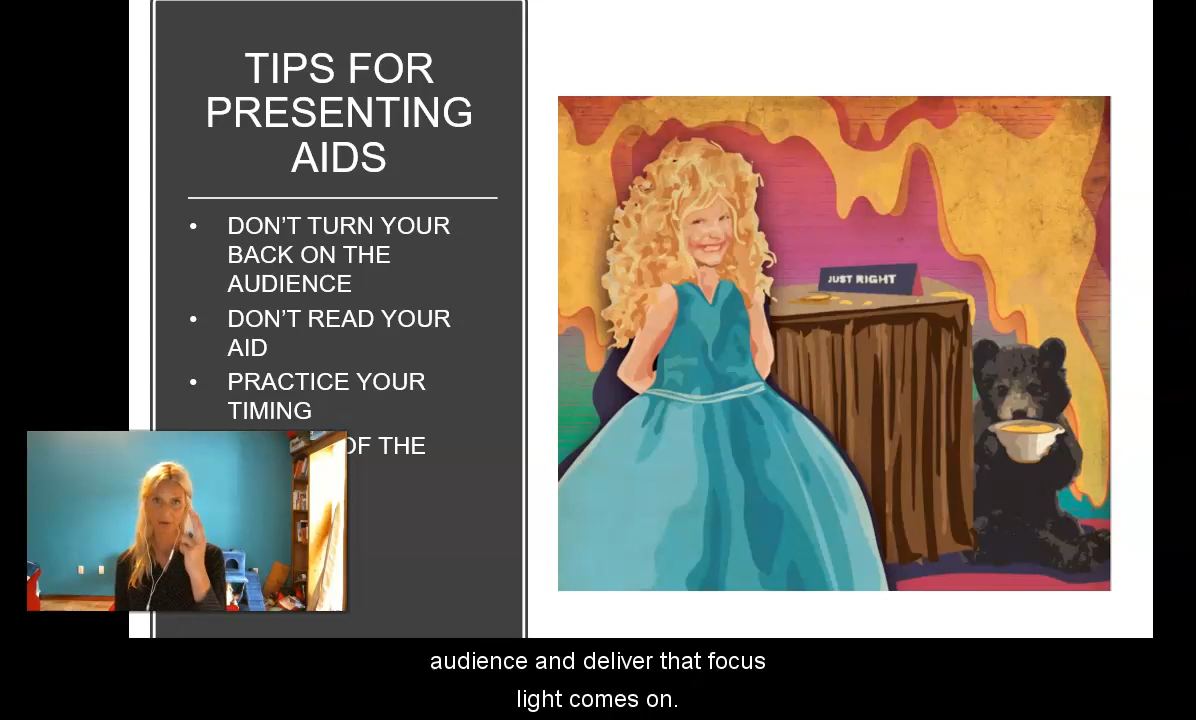 TIPS FOR
PRESENTING
AIDS
• DON'T TURN YOUR
BACK ON THE
AUDIENCE
• DON'T READ YOUR
AID
• PRACTICE YOUR
TIMING
OF THE
JUST RIGHT
audience and deliver that focus
light comes on.